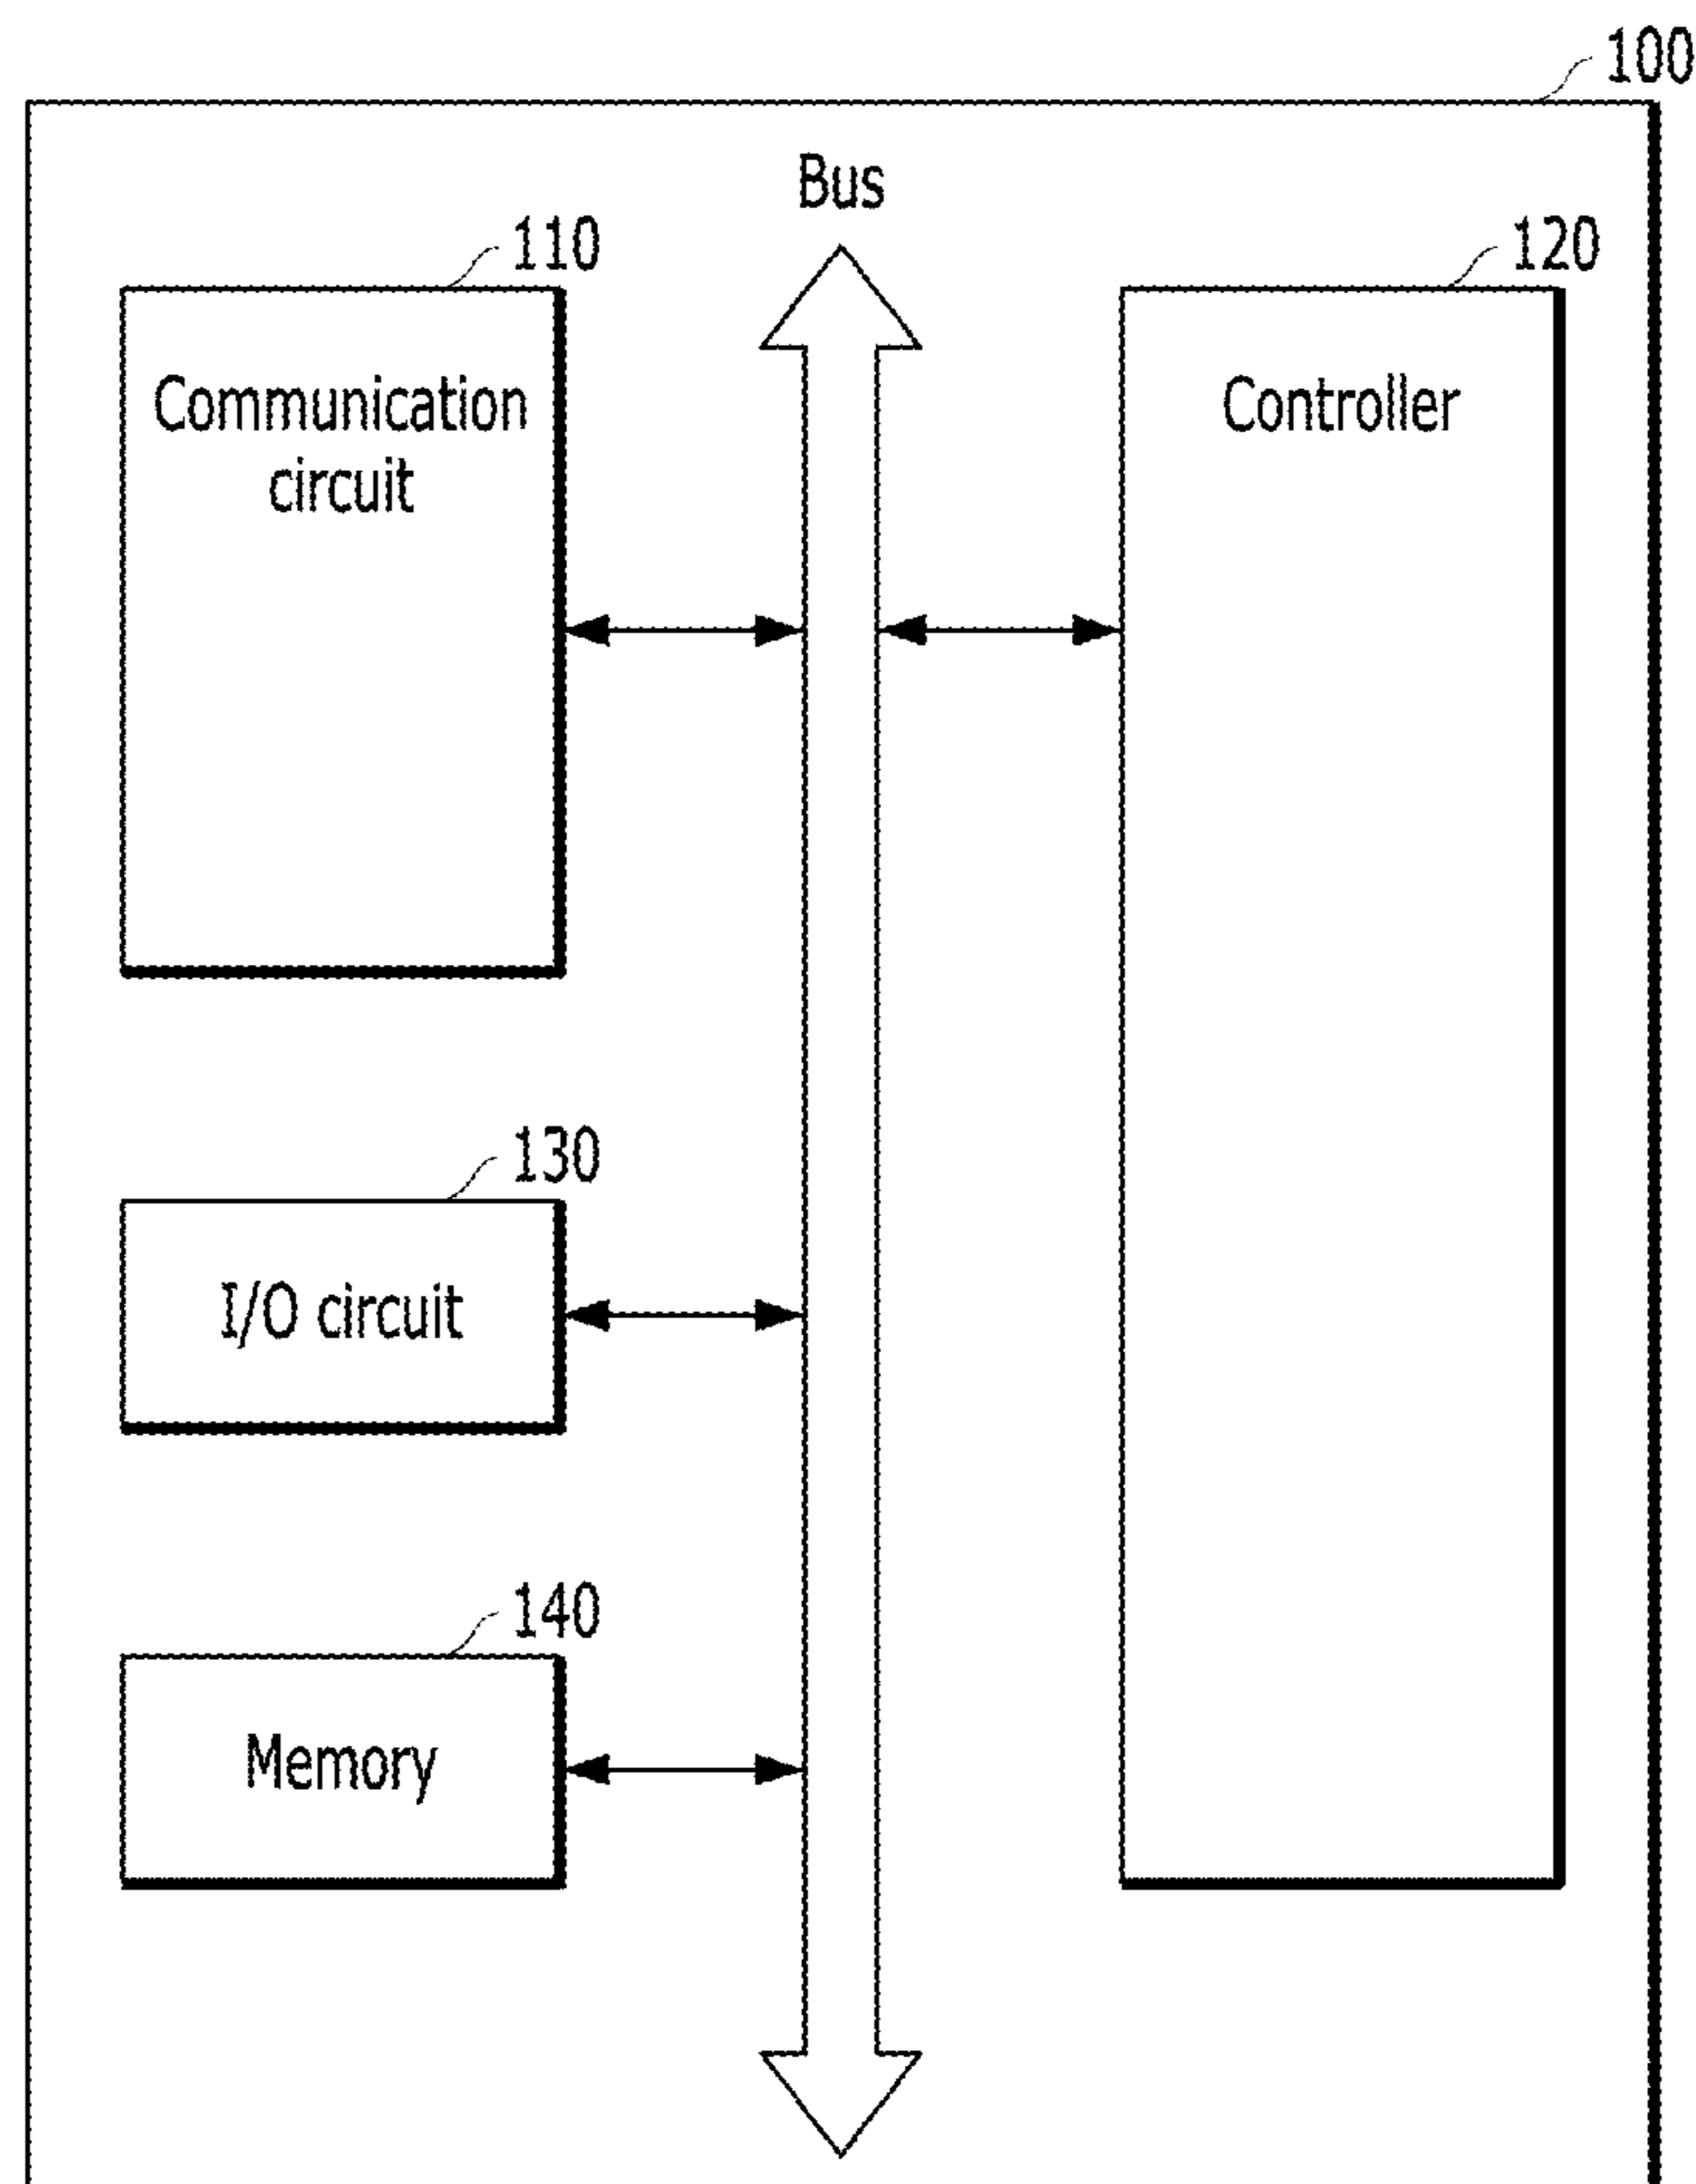 100
Bus
110
120
Communication
circuit
Controller
130
I/O circuit
140
Memory